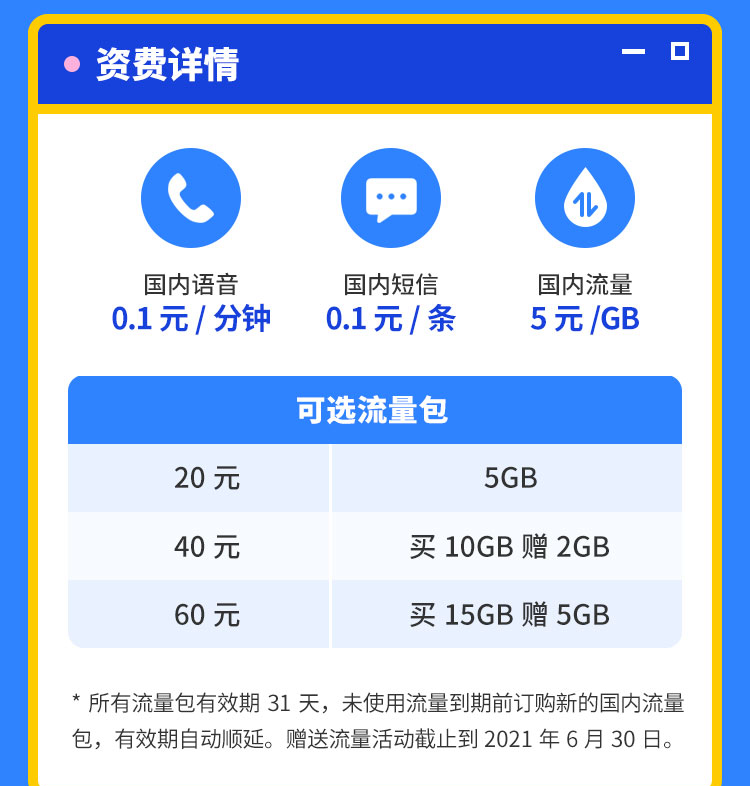 资费详情
国内语音 国内短信 国内流量
0.1 元 / 分钟 0.1 元 / 条 5 元 /GB
可选流量包
20 元 5GB
40 元 买 10GB 赠 2GB
60 元 买 15GB 赠 5GB
* 所有流量包有效期 31 天，未使用流量到期前订购新的国内流量
包，有效期自动顺延。赠送流量活动截止到 2021 年 6 月 30 日。